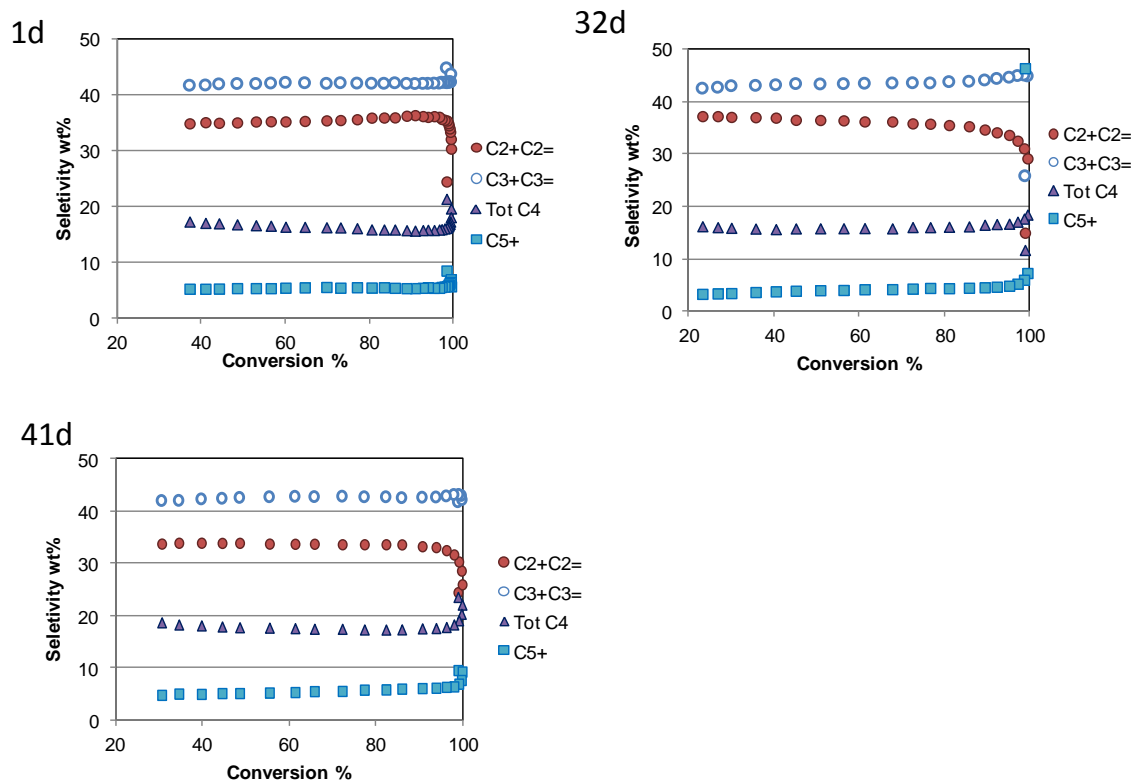 1d
50
40
30
20
10
0
20 40 60 80 100
Seletivity wt%
Conversion %
C2+C2=
C3+C3=
Tot C4
C5+
32d
50
40
30
20
10
0
20 40 60 80 100
Seletivity wt%
Conversion %
C2+C2=
C3+C3=
Tot C4
C5+
41d
50
40
30
20
10
0
20 40 60 80 100
Seletivity wt%
Conversion %
C2+C2=
C3+C3=
Tot C4
C5+